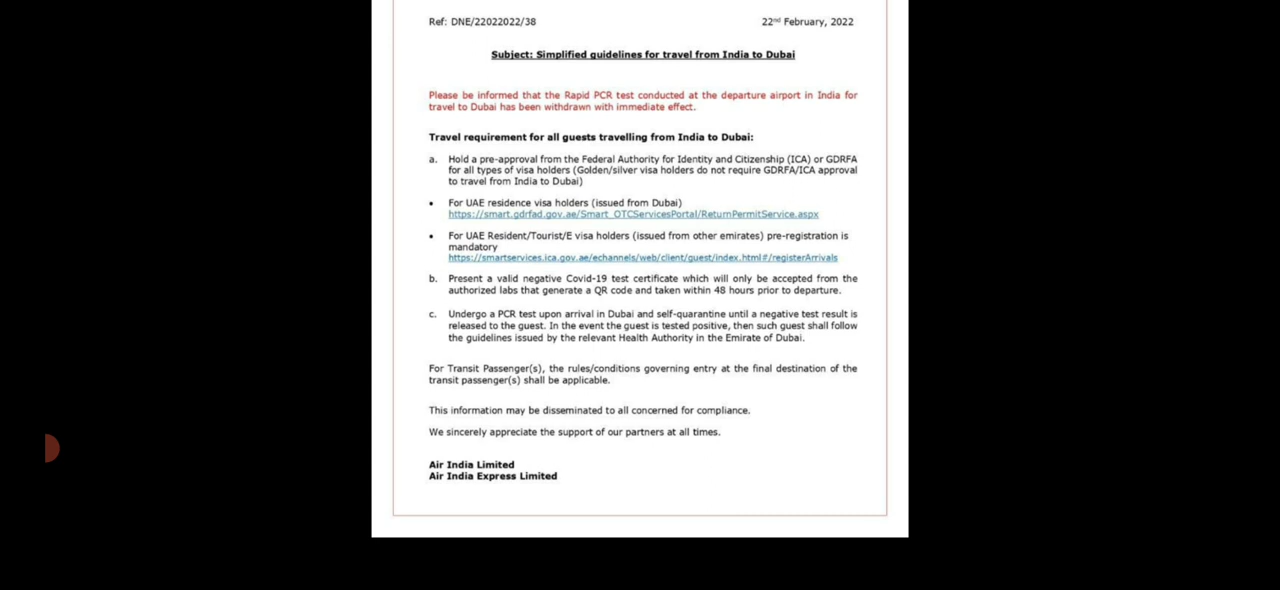 Ref: DNE/22022022/38 22nd February, 2022
Subject: Simplified guidelines for travel from India to Dubai
Please be informed that the Rapid PCR test conducted at the departure airport in India for
travel to Dubai has been withdrawn with immediate effect.
Travel requirement for all guests travelling from India to Dubai:
a. Hold a pre-approval from the Federal Authority for Identity and Citizenship (ICA) or GDRFA
for all types of visa holders (Golden/silver visa holders do not require GDRFA/ICA approval
to travel from India to Dubai)
• For UAE residence visa holders (issued from Dubai)
https://smart.gdrfad.gov.ae/Smart_OTCServicesPortal/ReturnPermitService.aspx
• For UAE Resident/Tourist/E visa holders (issued from other emirates) pre-registration is
mandatory
https://smartservices.ica.gov.ae/echannels/web/client/guest/index.html#/registerArrivals
b. Present a valid negative Covid-19 test certificate which will only be accepted from the
authorized labs that generate a QR code and taken within 48 hours prior to departure.
c. Undergo a PCR test upon arrival in Dubai and self-quarantine until a negative test result is
released to the guest. In the event the guest is tested positive, then such guest shall follow
the guidelines issued by the relevant Health Authority in the Emirate of Dubai.
For Transit Passenger(s), the rules/conditions governing entry at the final destination of the
transit passenger(s) shall be applicable.
This information may be disseminated to all concerned for compliance.
We sincerely appreciate the support of our partners at all times.
Air India Limited
Air India Express Limited